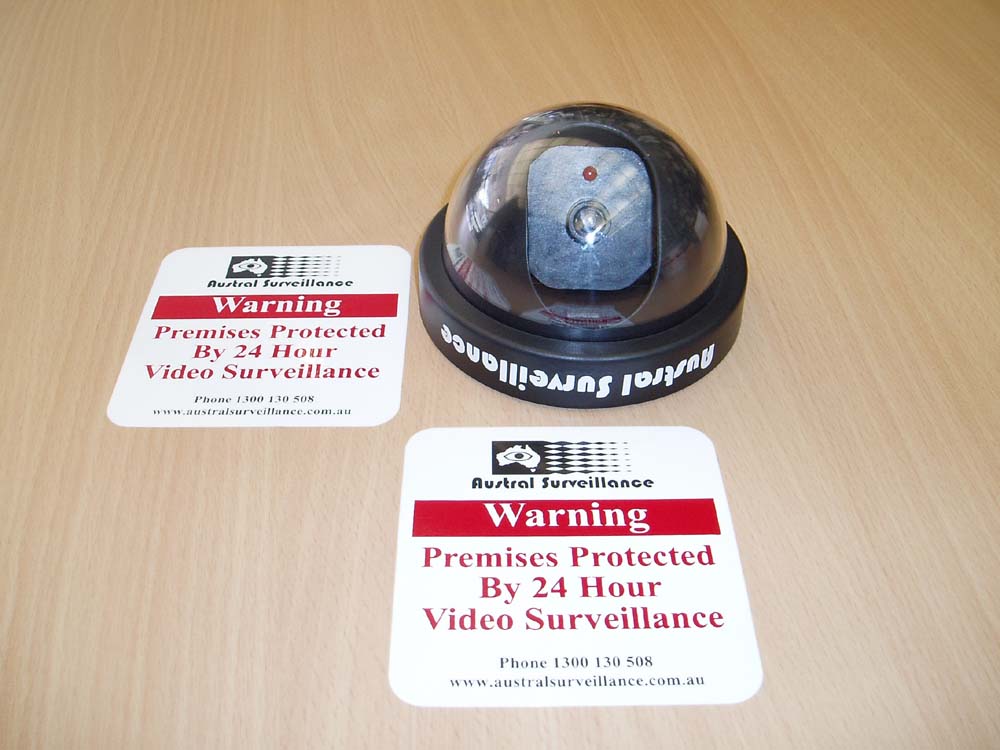 Austral Surveillance
Austral Surveillance
Warning
Premises Protected
By 24 Hour
Video Surveillance
Phone 1300 130 508
www.australsurveillance.com.au
Austral Surveillance
Warning
Premises Protected
By 24 Hour
Video Surveillance
Phone 1300 130 508
www.australsurveillance.com.au